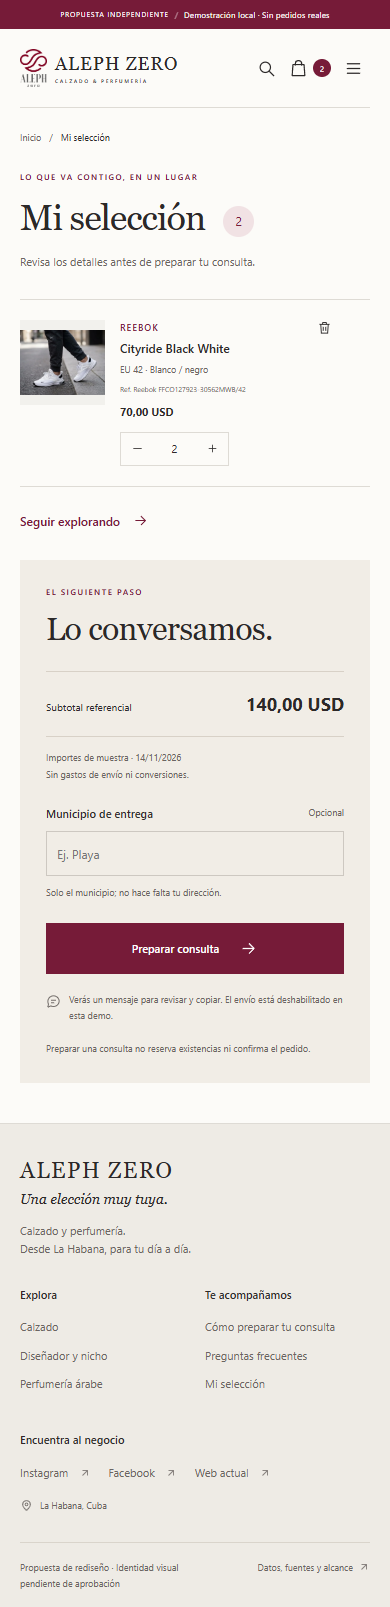 PROPUESTA INDEPENDIENTE / Demostración local · Sin pedidos reales
ALEPH ZERO
CALZADO & PERFUMERÍA
ALEPH
ZERO
2
Inicio / Mi selección
LO QUE VA CONTIGO, EN UN LUGAR
Mi selección 2
Revisa los detalles antes de preparar tu consulta.
REEBOK
Cityride Black White
EU 42 · Blanco / negro
Ref. Reebok FFCO127923-30562MWB/42
70,00 USD
− 2 +
Seguir explorando
EL SIGUIENTE PASO
Lo conversamos.
Subtotal referencial 140,00 USD
Importes de muestra · 14/11/2026
Sin gastos de envío ni conversiones.
Municipio de entrega Opcional
Ej. Playa
Solo el municipio; no hace falta tu dirección.
Preparar consulta
Verás un mensaje para revisar y copiar. El envío está deshabilitado en
esta demo.
Preparar una consulta no reserva existencias ni confirma el pedido.
ALEPH ZERO
Una elección muy tuya.
Calzado y perfumería.
Desde La Habana, para tu día a día.
Explora
Calzado
Diseñador y nicho
Perfumería árabe
Te acompañamos
Cómo preparar tu consulta
Preguntas frecuentes
Mi selección
Encuentra al negocio
Instagram Facebook Web actual
La Habana, Cuba
Propuesta de rediseño · Identidad visual
pendiente de aprobación
Datos, fuentes y alcance